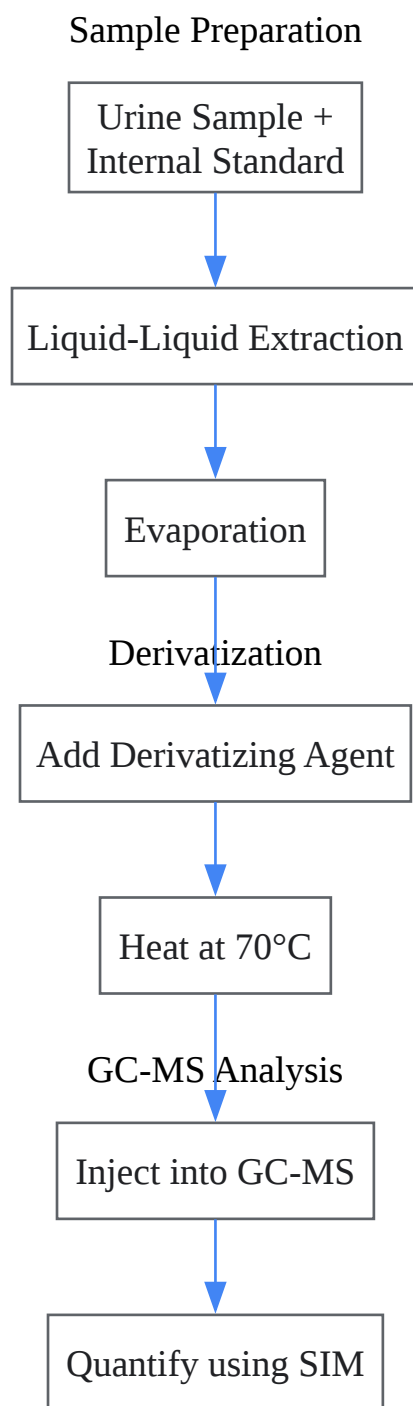 Sample Preparation
Urine Sample +
Internal Standard
Liquid-Liquid Extraction
Evaporation
Derivatization
Add Derivatizing Agent
Heat at 70°C
GC-MS Analysis
Inject into GC-MS
Quantify using SIM